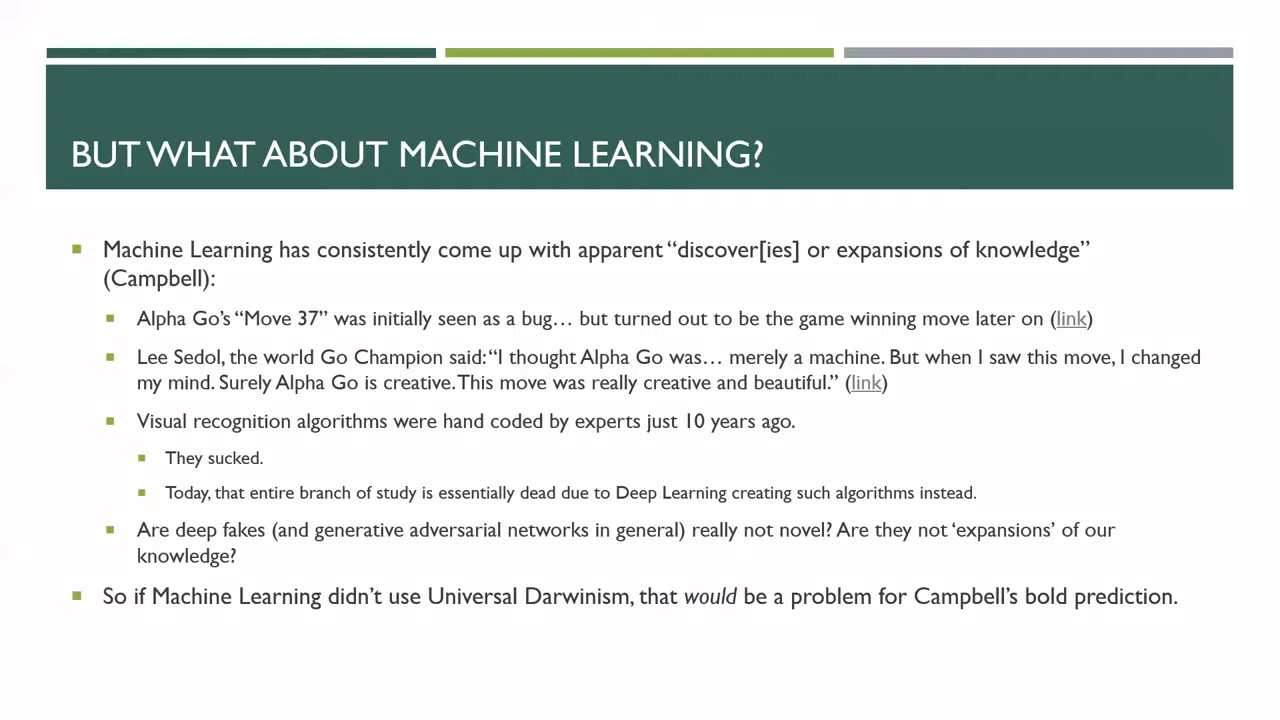 BUT WHAT ABOUT MACHINE LEARNING?
Machine Learning has consistently come up with apparent “discover[ies] or expansions of knowledge”
(Campbell):
Alpha Go’s “Move 37” was initially seen as a bug… but turned out to be the game winning move later on (link)
Lee Sedol, the world Go Champion said: “I thought Alpha Go was… merely a machine. But when I saw this move, I changed
my mind. Surely Alpha Go is creative. This move was really creative and beautiful.” (link)
Visual recognition algorithms were hand coded by experts just 10 years ago.
They sucked.
Today, that entire branch of study is essentially dead due to Deep Learning creating such algorithms instead.
Are deep fakes (and generative adversarial networks in general) really not novel? Are they not ‘expansions’ of our
knowledge?
So if Machine Learning didn’t use Universal Darwinism, that would be a problem for Campbell’s bold prediction.